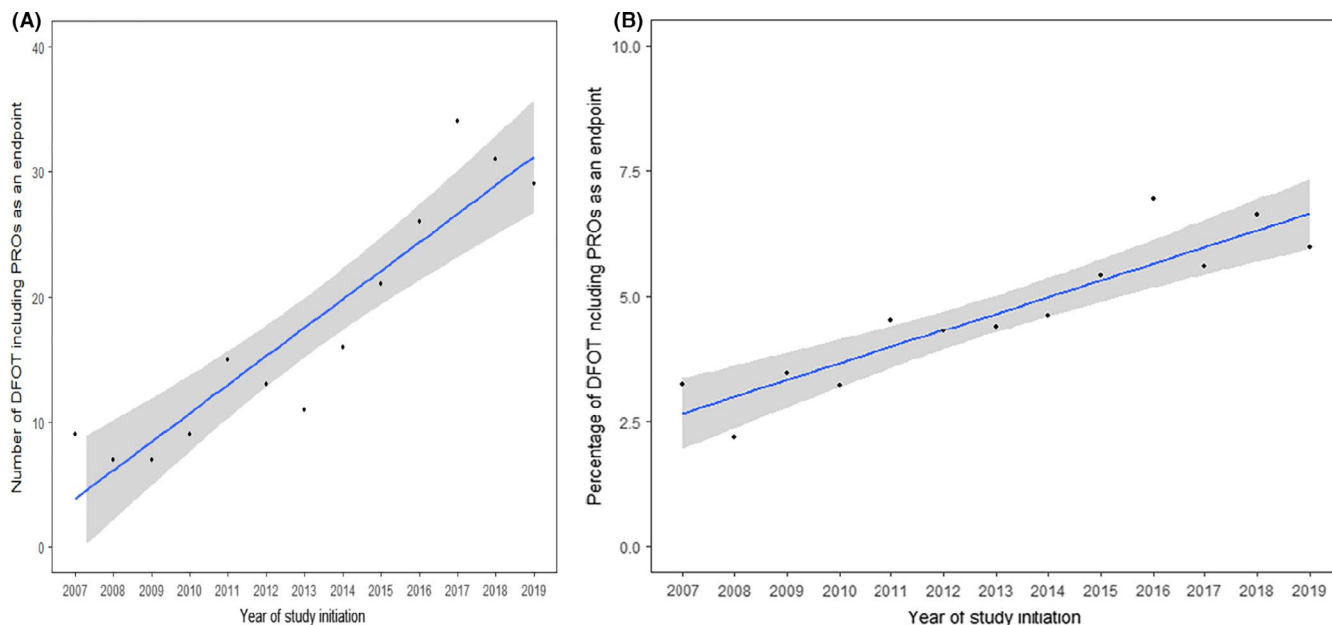 (A)
Number of DFOT including PROs as an endpoint
40
30
20
10
0
2007 2008 2009 2010 2011 2012 2013 2014 2015 2016 2017 2018 2019
Year of study initiation
(B)
Percentage of DFOT ncluding PROs as an endpoint
10.0
7.5
5.0
2.5
0.0
2007 2008 2009 2010 2011 2012 2013 2014 2015 2016 2017 2018 2019
Year of study initiation